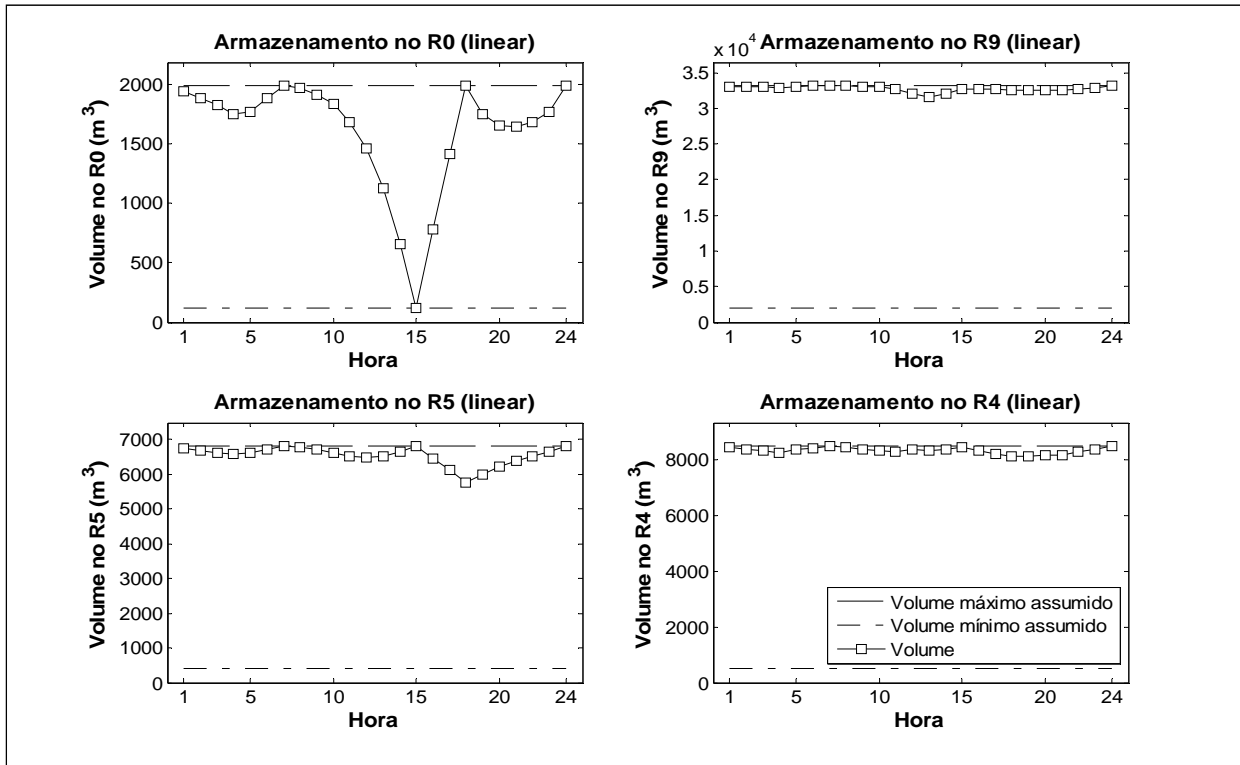 Armazenamento no R0 (linear)
Volume no R0 (m³)
2000
1500
1000
500
0
1 5 10 15 20 24
Hora
x 10⁴ Armazenamento no R9 (linear)
Volume no R9 (m³)
3.5
3
2.5
2
1.5
1
0.5
0
1 5 10 15 20 24
Hora
Armazenamento no R5 (linear)
Volume no R5 (m³)
7000
6000
5000
4000
3000
2000
1000
0
1 5 10 15 20 24
Hora
Armazenamento no R4 (linear)
Volume no R4 (m³)
8000
6000
4000
2000
0
Volume máximo assumido
Volume mínimo assumido
Volume
1 5 10 15 20 24
Hora